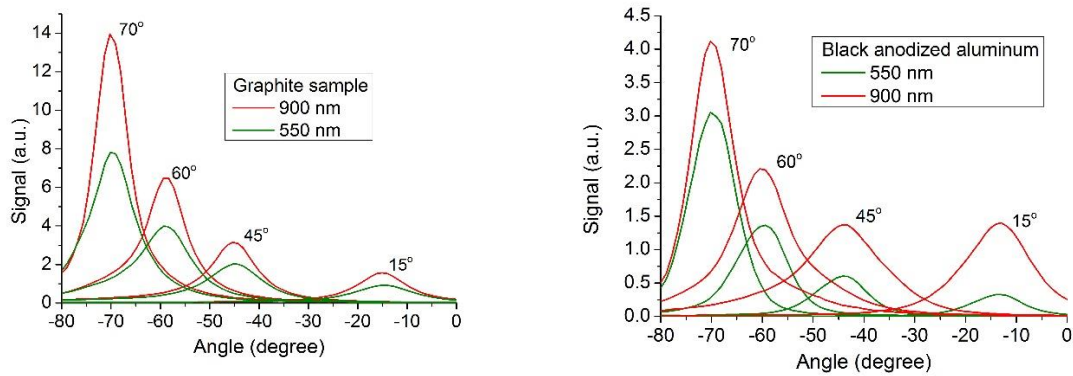 14
12
10
8
6
4
2
0
Signal (a.u.)
70°
60°
45°
15°
Graphite sample
900 nm
550 nm
-80 -70 -60 -50 -40 -30 -20 -10 0
Angle (degree)
4.5
4.0
3.5
3.0
2.5
2.0
1.5
1.0
0.5
0.0
Signal (a.u.)
70°
60°
45°
15°
Black anodized aluminum
550 nm
900 nm
-80 -70 -60 -50 -40 -30 -20 -10 0
Angle (degree)